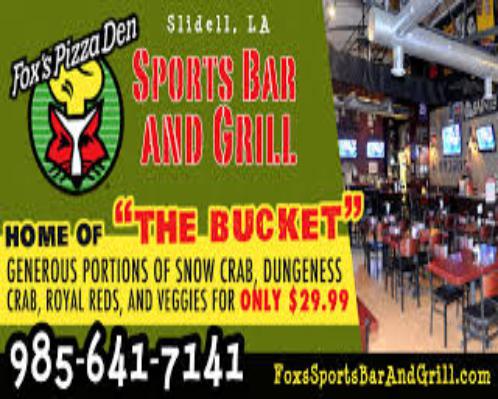 Fox's Pizza Den
Slidell, LA
SPORTS BAR
AND GRILL
HOME OF "THE BUCKET"
GENEROUS PORTIONS OF SNOW CRAB, DUNGENESS
CRAB, ROYAL REDS, AND VEGGIES FOR ONLY $29.99
985-641-7141
FoxsSportsBarAndGrill.com